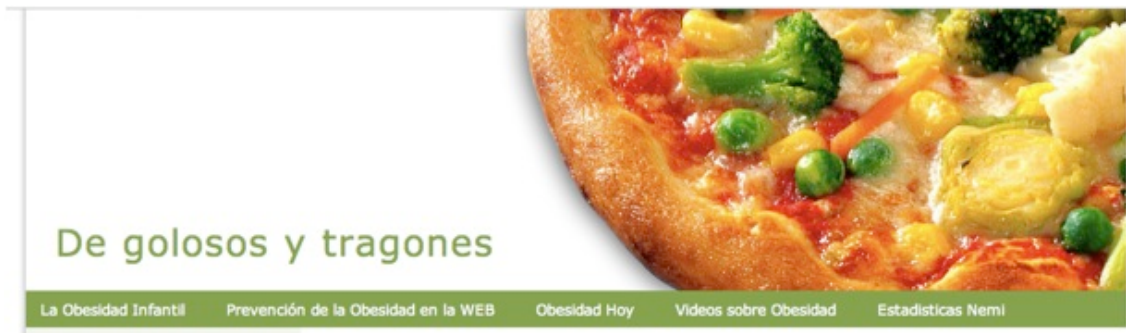 De golosos y tragones
La Obesidad Infantil Prevención de la Obesidad en la WEB Obesidad Hoy Videos sobre Obesidad Estadisticas Nemi